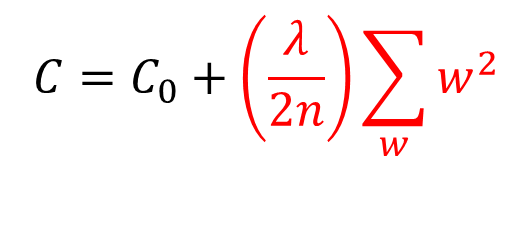 C = C₀ + (λ/2n) ∑_w w²